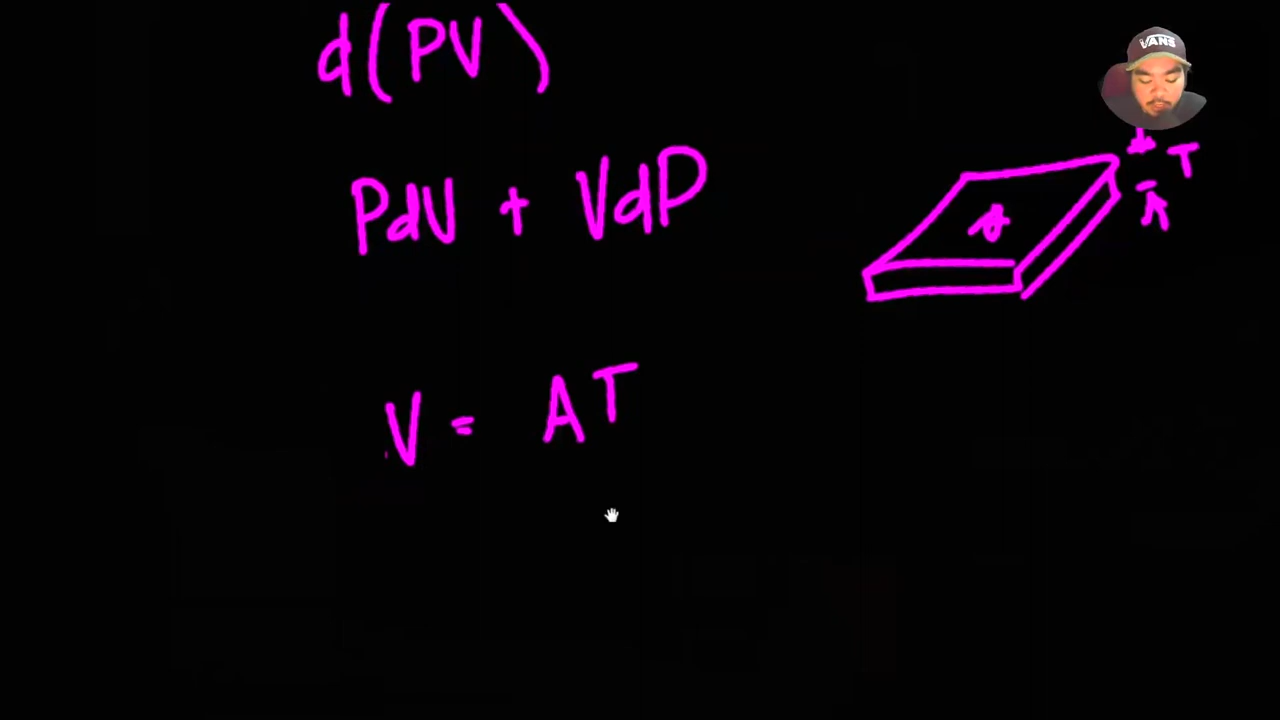 d(PV)
VANS
T
A
PdV + VdP
V = AT